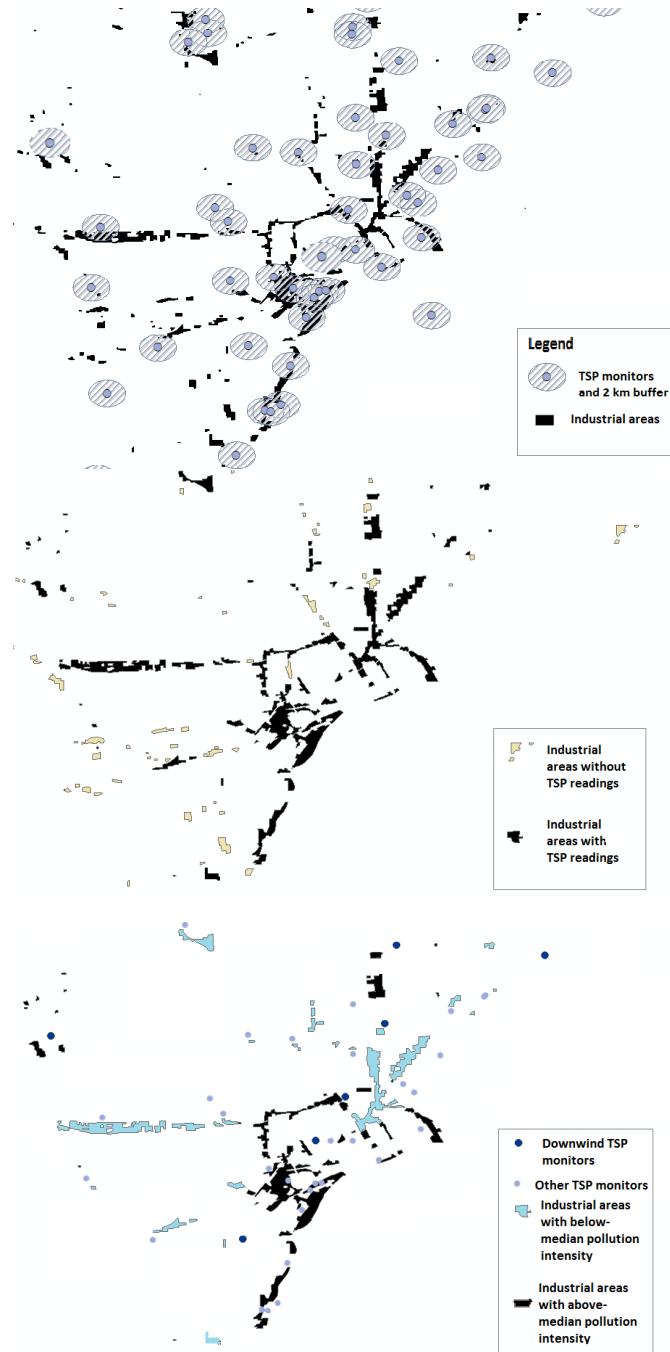 Legend
TSP monitors
and 2 km buffer
Industrial areas
Industrial
areas without
TSP readings
Industrial
areas with
TSP readings
Downwind TSP
monitors
Other TSP monitors
Industrial areas
with below-
median pollution
intensity
Industrial areas
with above-
median pollution
intensity